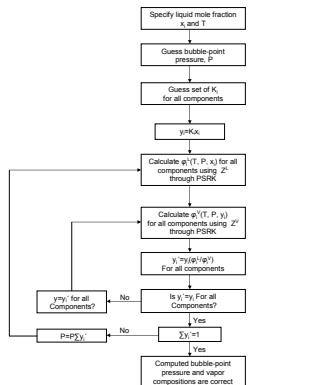 Specify liquid mole fraction
xᵢ and T
Guess bubble-point
pressure, P
Guess set of Kᵢ
for all components
yᵢ=Kᵢxᵢ
Calculate φᵢᴸ(T, P, xᵢ) for all
components using Zᴸ
through PSRK
Calculate φᵢⱽ(T, P, yᵢ)
for all components using Zⱽ
through PSRK
yᵢ´=yᵢ(φᵢᴸ/φᵢⱽ)
For all components
y=yᵢ´ for all
Components?
No
Is yᵢ´=yᵢ For all
Components?
Yes
P=P∑yᵢ´
No
∑yᵢ´=1
Yes
Computed bubble-point
pressure and vapor
compositions are correct